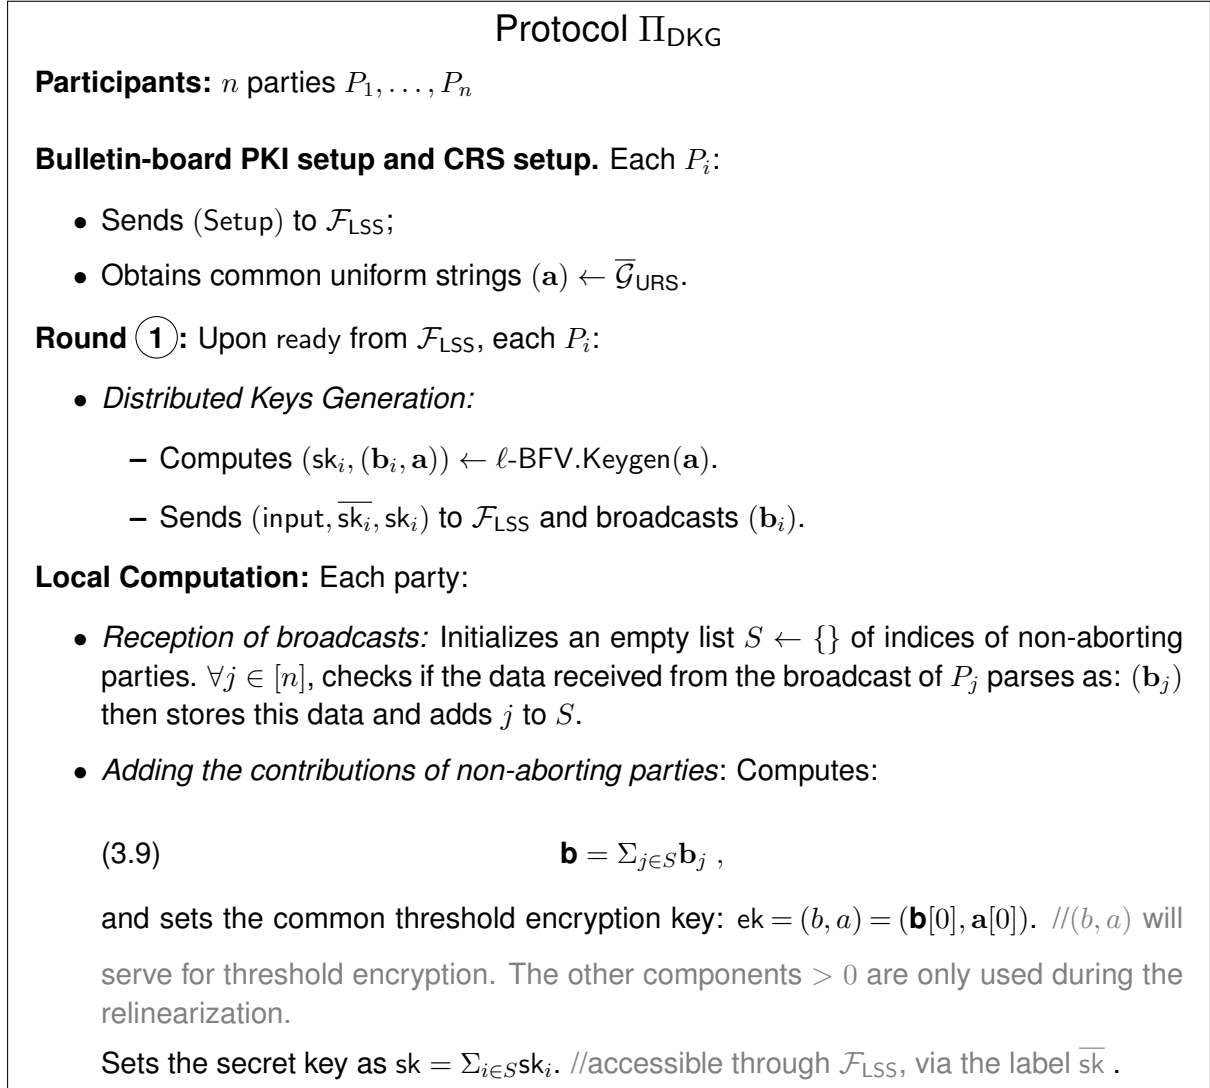 Protocol Π_DKG
Participants: n parties P_1, . . . , P_n
Bulletin-board PKI setup and CRS setup. Each P_i:
• Sends (Setup) to ℱ_LSS;
• Obtains common uniform strings (a) ← \overline{𝒢}_URS.
Round ①: Upon ready from ℱ_LSS, each P_i:
• Distributed Keys Generation:
– Computes (sk_i, (b_i, a)) ← ℓ-BFV.Keygen(a).
– Sends (input, \overline{sk_i}, sk_i) to ℱ_LSS and broadcasts (b_i).
Local Computation: Each party:
• Reception of broadcasts: Initializes an empty list S ← {} of indices of non-aborting
parties. ∀j ∈ [n], checks if the data received from the broadcast of P_j parses as: (b_j)
then stores this data and adds j to S.
• Adding the contributions of non-aborting parties: Computes:
(3.9) b = Σ_{j∈S} b_j ,
and sets the common threshold encryption key: ek = (b, a) = (b[0], a[0]). //(b, a) will
serve for threshold encryption. The other components > 0 are only used during the
relinearization.
Sets the secret key as sk = Σ_{i∈S} sk_i. //accessible through ℱ_LSS, via the label \overline{sk} .